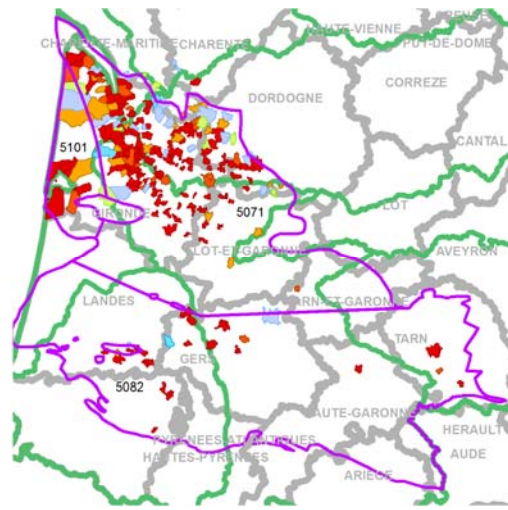 CREUSE
CHARENTE-MARITIME
CHARENTE
HAUTE-VIENNE
PUY-DE-DOME
DORDOGNE
CORREZE
CANTAL
5101
GIRONDE
5071
LOT
LOT-ET-GARONNE
AVEYRON
LANDES
TARN-ET-GARONNE
TARN
GERS
5082
HAUTE-GARONNE
HERAULT
PYRENEES-ATLANTIQUES
HAUTES-PYRENEES
AUDE
ARIEGE